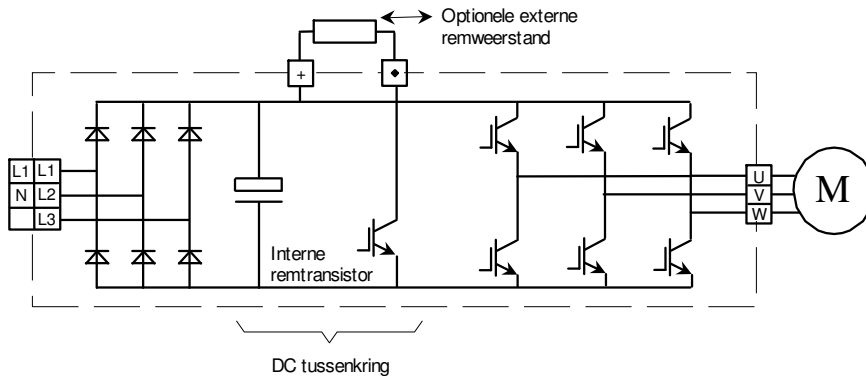 Optionele externe
remweerstand
+
L1 L1
N L2
L3
U
V
W
M
Interne
remtransistor
DC tussenkring